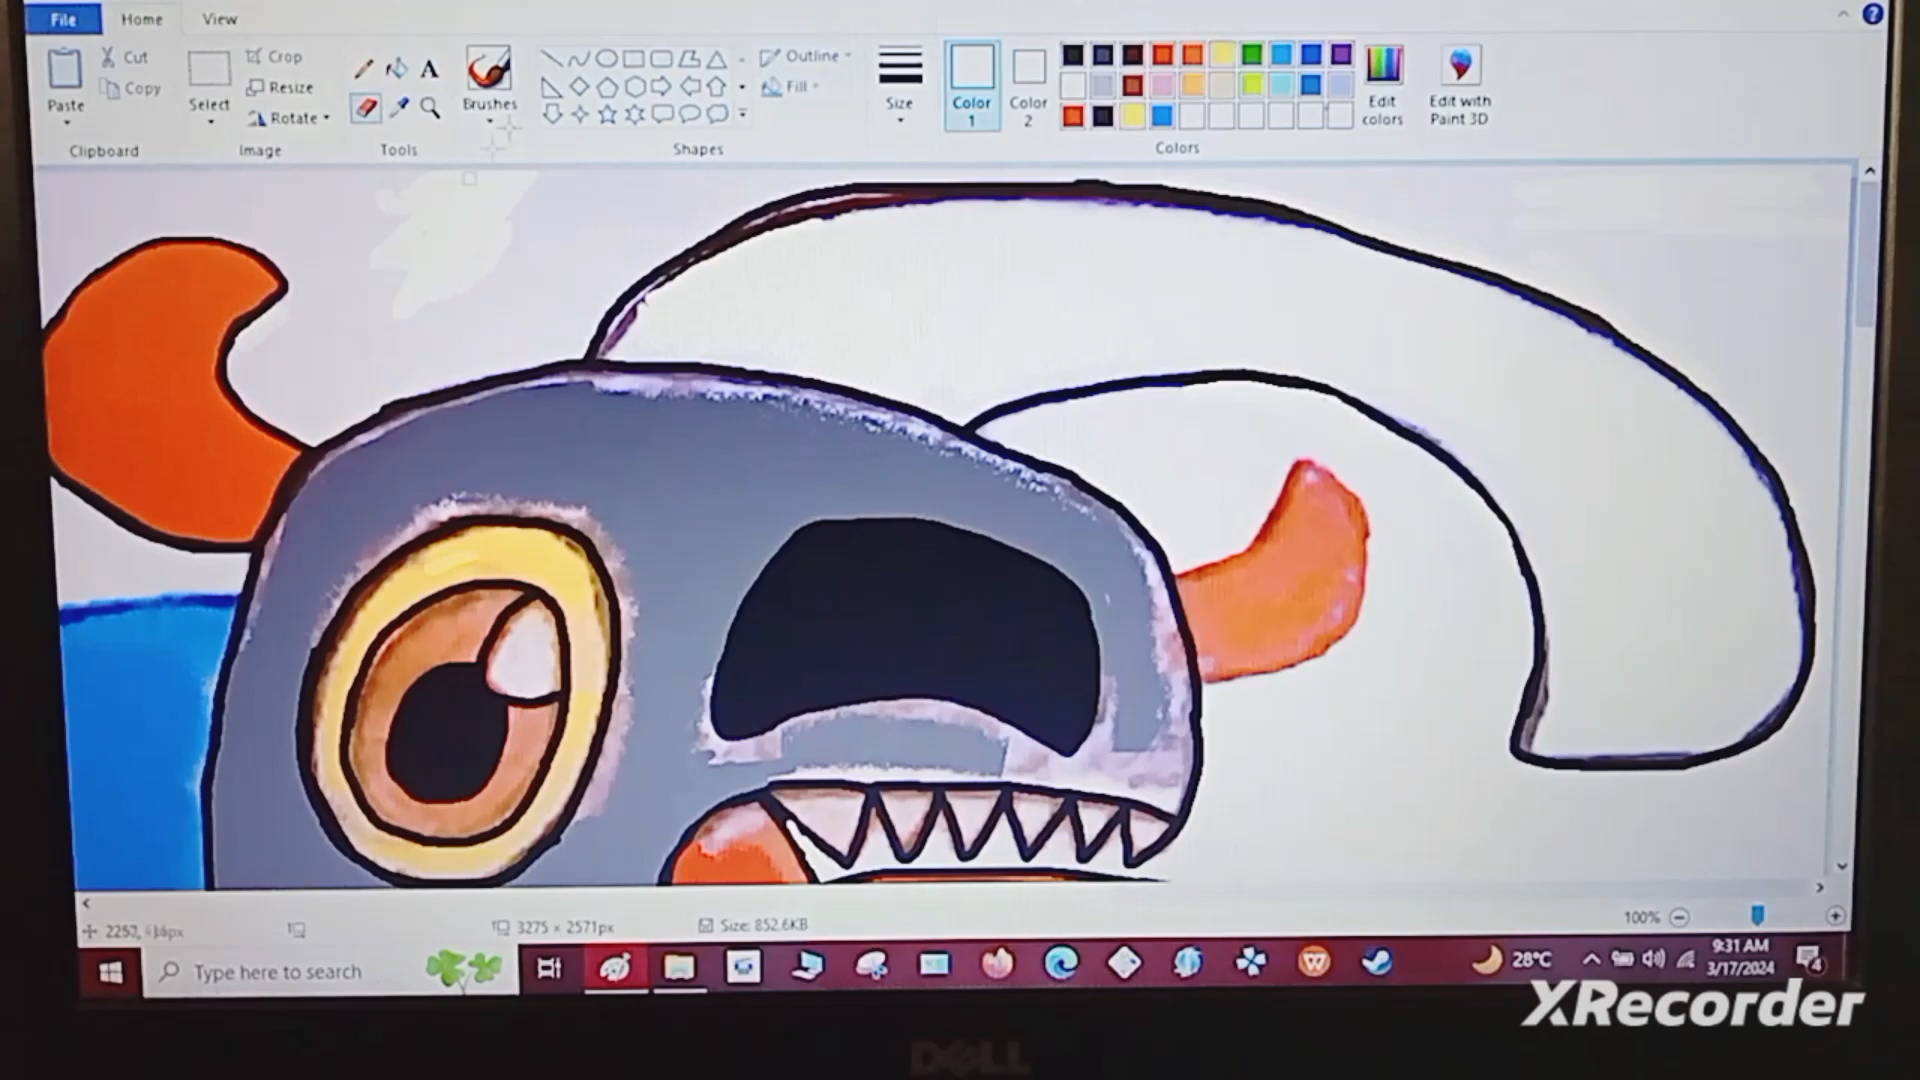 File Home View
Paste Cut Copy Clipboard
Select Crop Resize Rotate Image
A Tools
Brushes
Shapes
Outline Fill
Size
Color 1
Color 2
Colors
Edit colors
Edit with Paint 3D
3275 × 2571px
Size: 852.6KB
100%
Type here to search
W
28°C
9:31 AM
3/17/2024
4
XRecorder
DELL